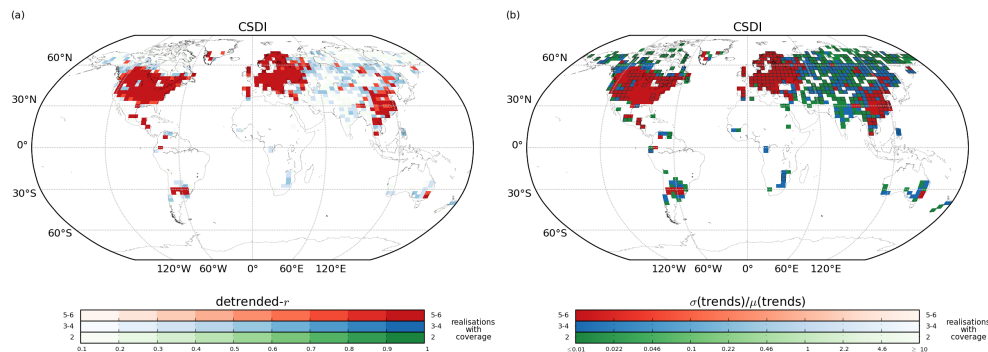 (a)
CSDI
60°N
30°N
0°
30°S
60°S
120°W 60°W 0° 60°E 120°E
detrended-r
5-6
3-4
2
5-6
3-4
2
realisations
with
coverage
0.1 0.2 0.3 0.4 0.5 0.6 0.7 0.8 0.9 1
(b)
CSDI
60°N
30°N
0°
30°S
60°S
120°W 60°W 0° 60°E 120°E
σ(trends)/μ(trends)
5-6
3-4
2
5-6
3-4
2
realisations
with
coverage
≤0.01 0.022 0.046 0.1 0.22 0.46 1 2.2 4.6 ≥ 10